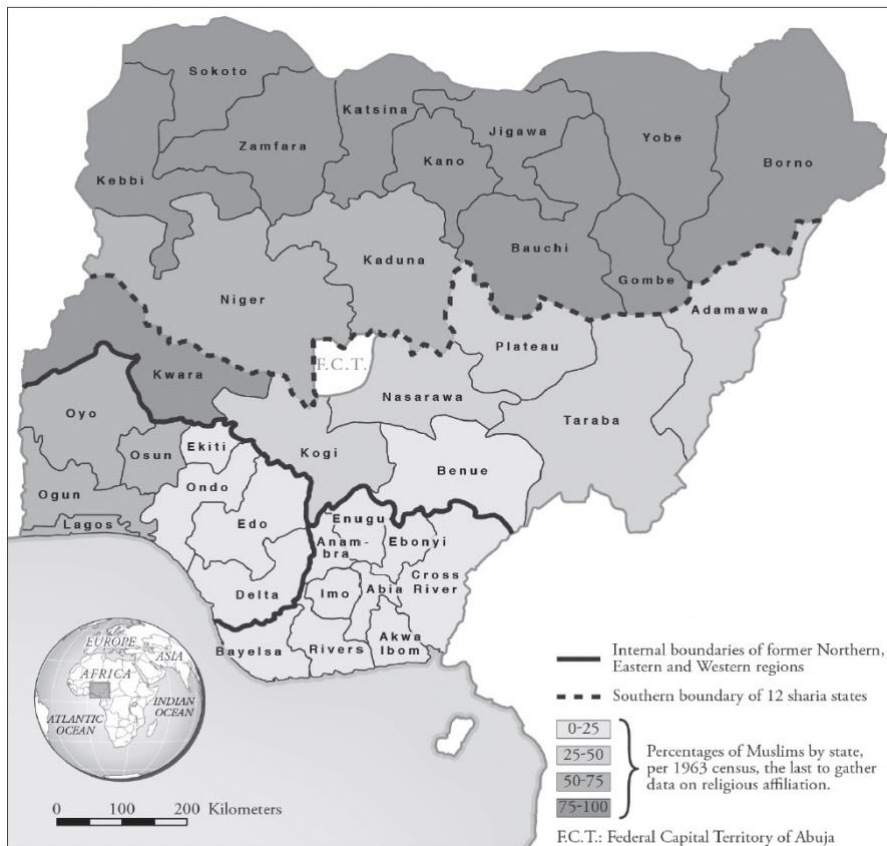 Sokoto
Katsina
Jigawa
Yobe
Zamfara
Kano
Borno
Kebbi
Bauchi
Kaduna
Gombe
Niger
Adamawa
Plateau
F.C.T.
Kwara
Nasarawa
Taraba
Oyo
Ekiti
Kogi
Osun
Benue
Ondo
Ogun
Edo
Enugu
Lagos
Anam-
bra
Ebonyi
Cross
River
Delta
Imo
Abia
Akwa
Ibom
Bayelsa
Rivers
EUROPE
ASIA
AFRICA
INDIAN
OCEAN
ATLANTIC
OCEAN
0 100 200 Kilometers
Internal boundaries of former Northern,
Eastern and Western regions
Southern boundary of 12 sharia states
0-25
25-50
50-75
75-100
Percentages of Muslims by state,
per 1963 census, the last to gather
data on religious affiliation.
F.C.T.: Federal Capital Territory of Abuja